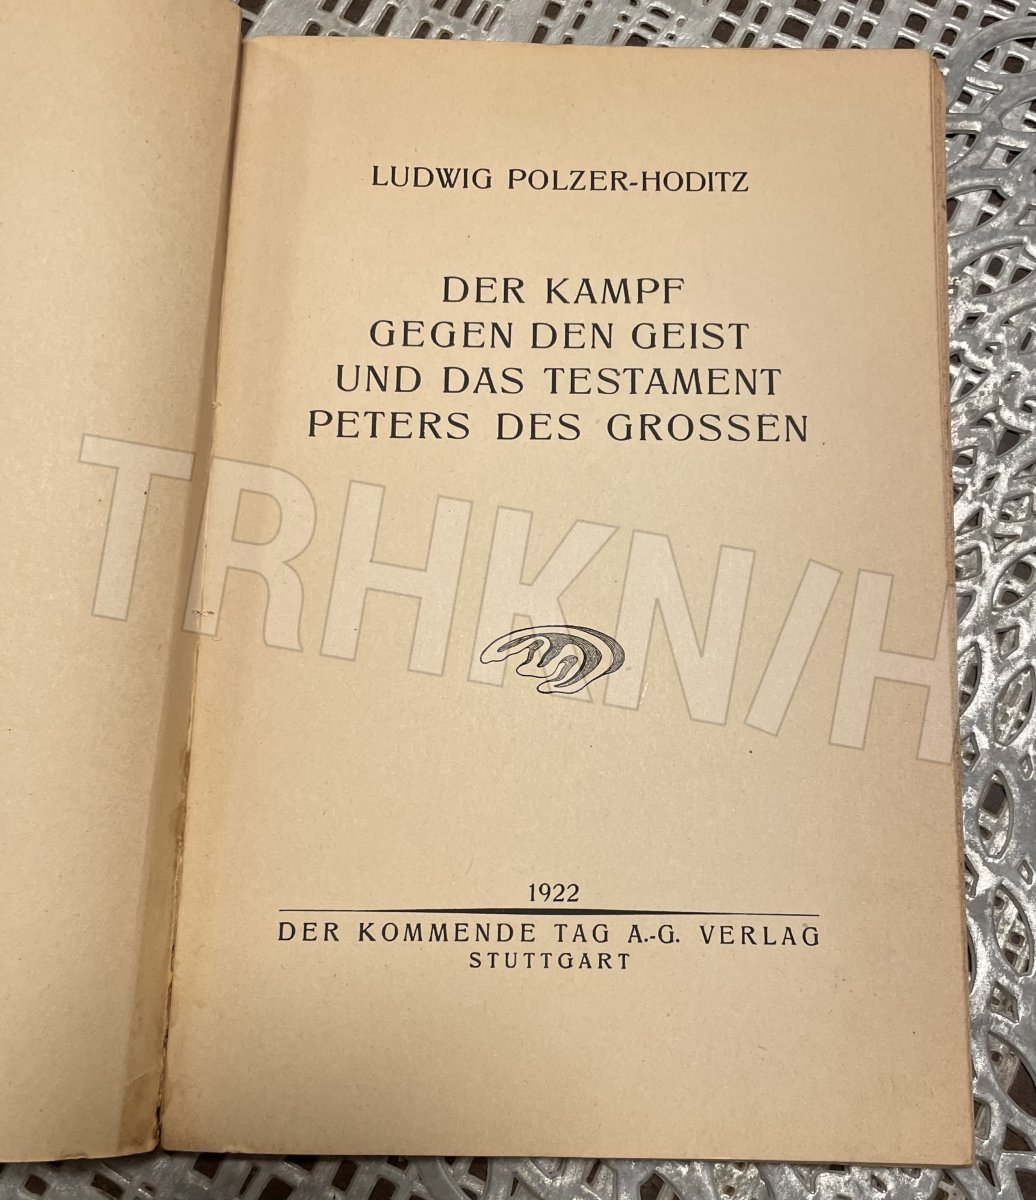 LUDWIG POLZER-HODITZ
DER KAMPF
GEGEN DEN GEIST
UND DAS TESTAMENT
PETERS DES GROSSEN
TRHKN/H
1922
DER KOMMENDE TAG A.-G. VERLAG
STUTTGART